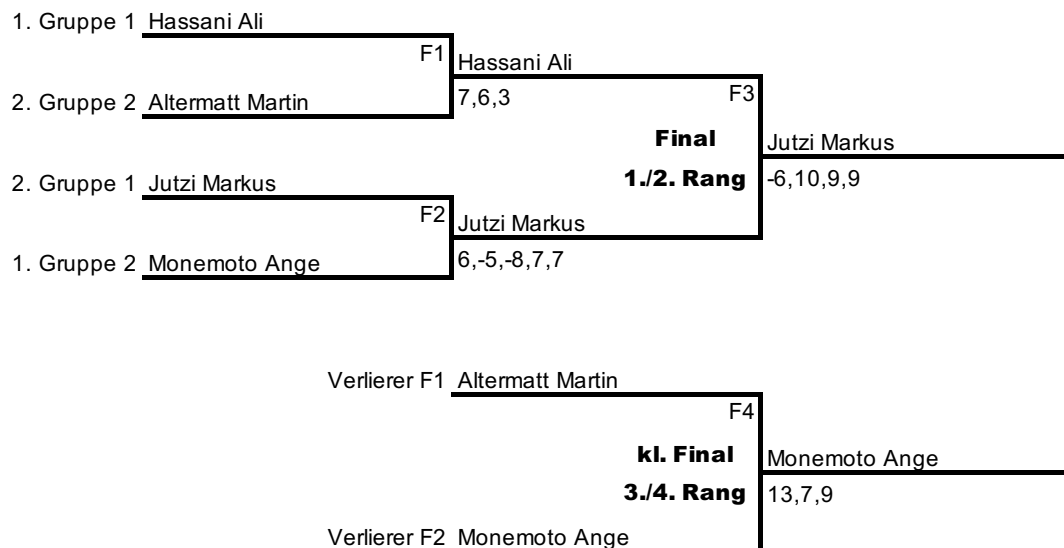 1. Gruppe 1 Hassani Ali
F1
Hassani Ali
2. Gruppe 2 Altermatt Martin
7,6,3
F3
Final
Jutzi Markus
2. Gruppe 1 Jutzi Markus
1./2. Rang
-6,10,9,9
F2
Jutzi Markus
1. Gruppe 2 Monemoto Ange
6,-5,-8,7,7
Verlierer F1 Altermatt Martin
F4
kl. Final
Monemoto Ange
3./4. Rang
13,7,9
Verlierer F2 Monemoto Ange